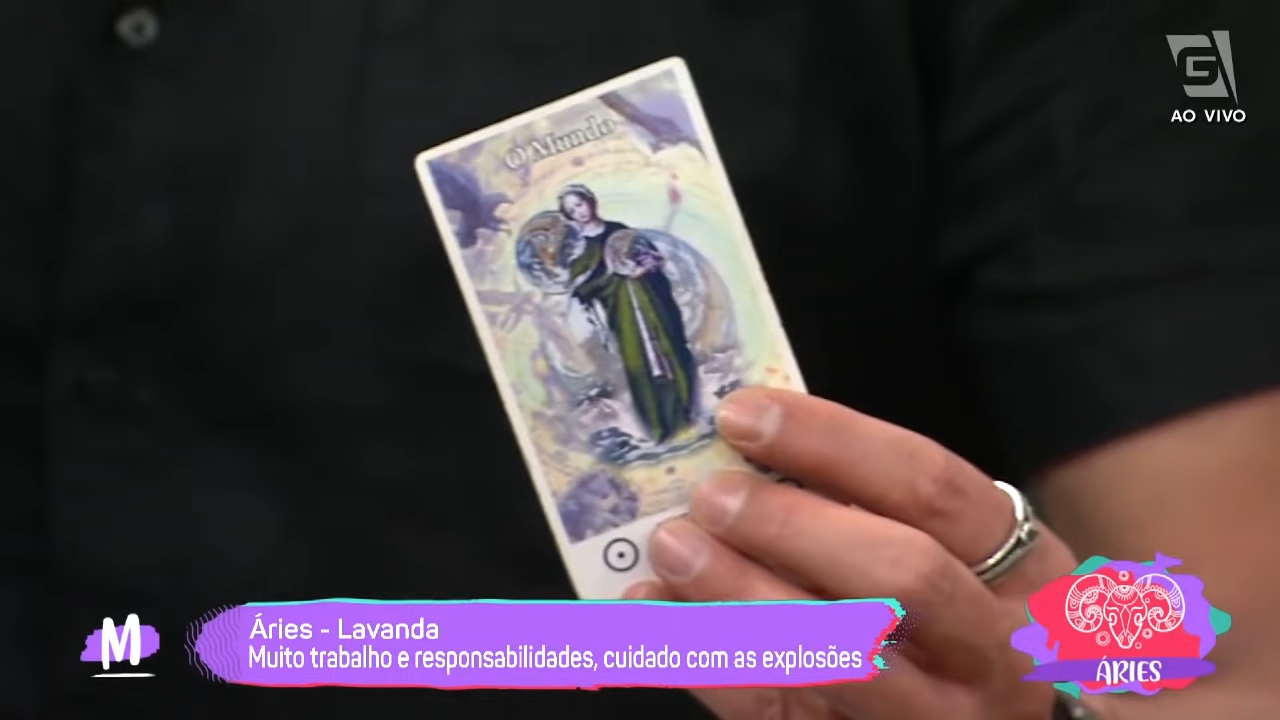 O Mundo
G
AO VIVO
M
Áries - Lavanda
Muito trabalho e responsabilidades, cuidado com as explosões
ÁRIES